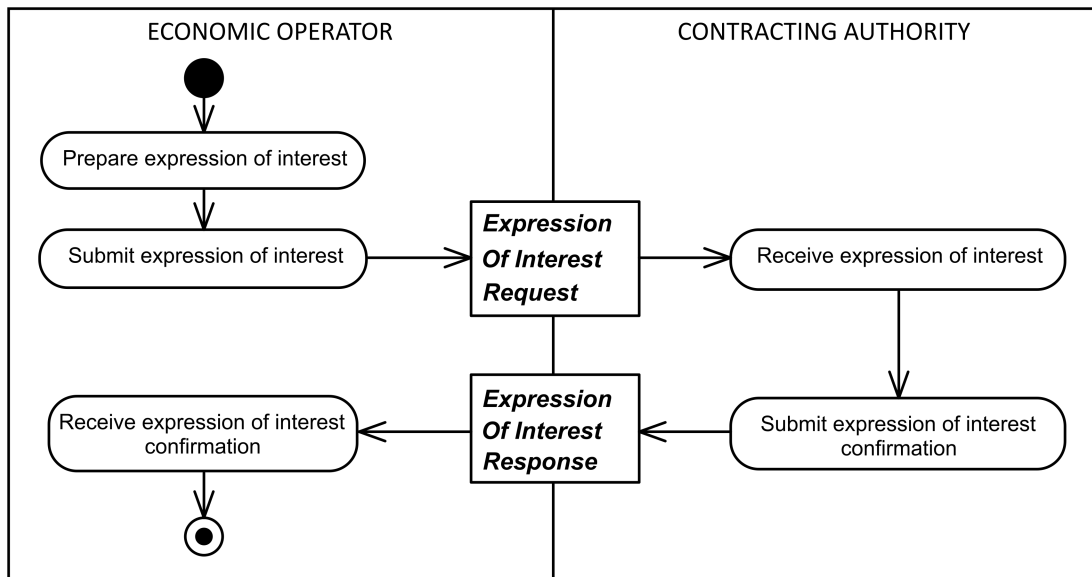 ECONOMIC OPERATOR
CONTRACTING AUTHORITY
Prepare expression of interest
Submit expression of interest
Expression
Of Interest
Request
Receive expression of interest
Receive expression of interest
confirmation
Expression
Of Interest
Response
Submit expression of interest
confirmation